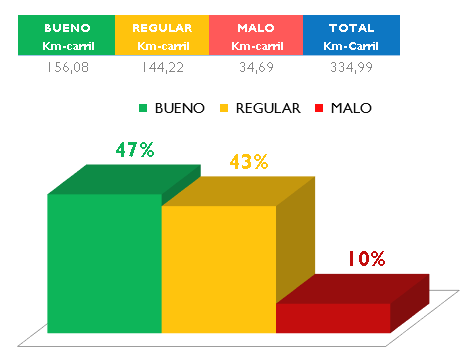 BUENO REGULAR MALO TOTAL
Km-carril Km-carril Km-carril Km-Carril
156,08 144,22 34,69 334,99
BUENO REGULAR MALO
47%
43%
10%